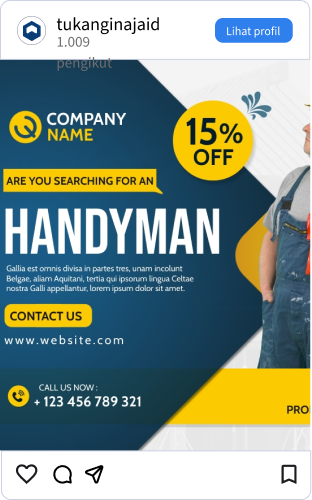 tukanginajaid
1.009
pengikut
Lihat profil
COMPANY
NAME
15%
OFF
ARE YOU SEARCHING FOR AN
HANDYMAN
Gallia est omnis divisa in partes tres, unam incolunt
Belgae, aliam Aquitani, tertia qui ipsorum lingua Celtae
nostra Galli appellantur, lorem ipsum dolor sit amet.
CONTACT US
www.website.com
CALL US NOW :
+ 123 456 789 321
PRO